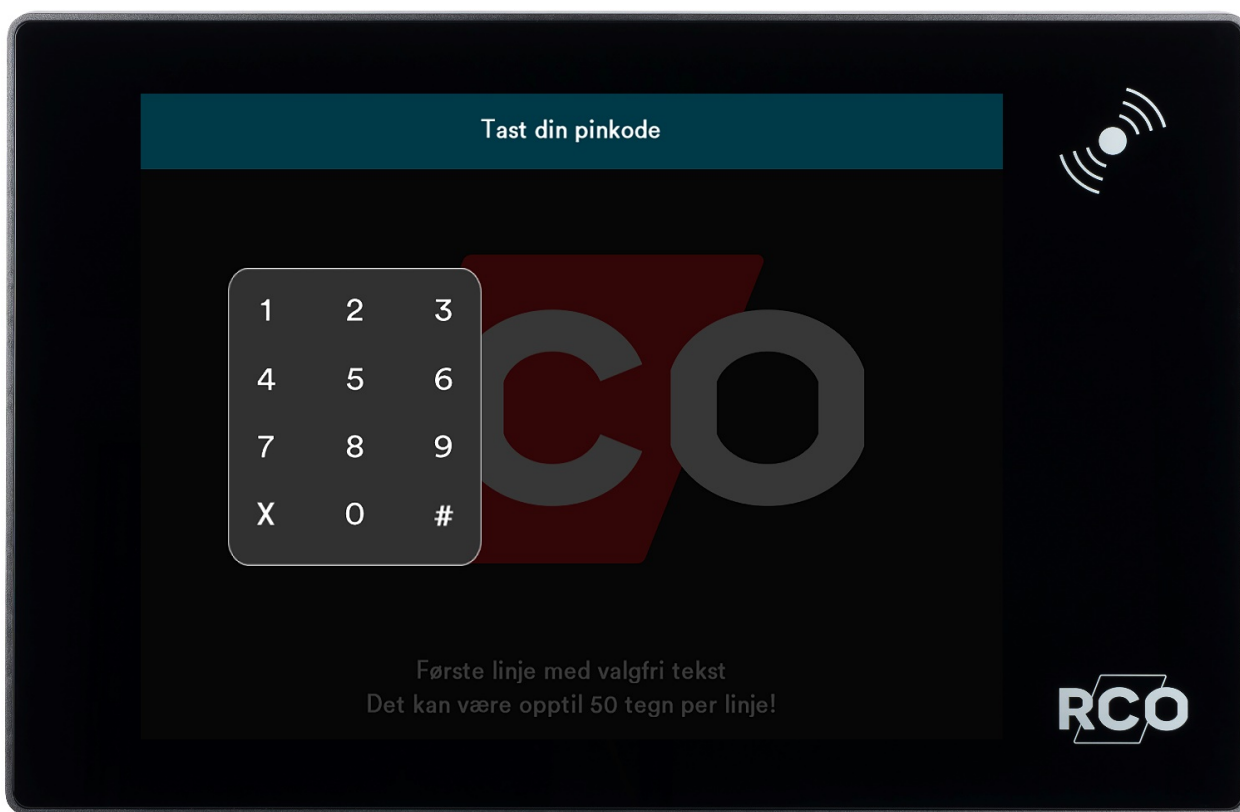 Tast din pinkode
1 2 3
4 5 6
7 8 9
X 0 #
CO
Første linje med valgfri tekst
Det kan være opptil 50 tegn per linje!
RCO